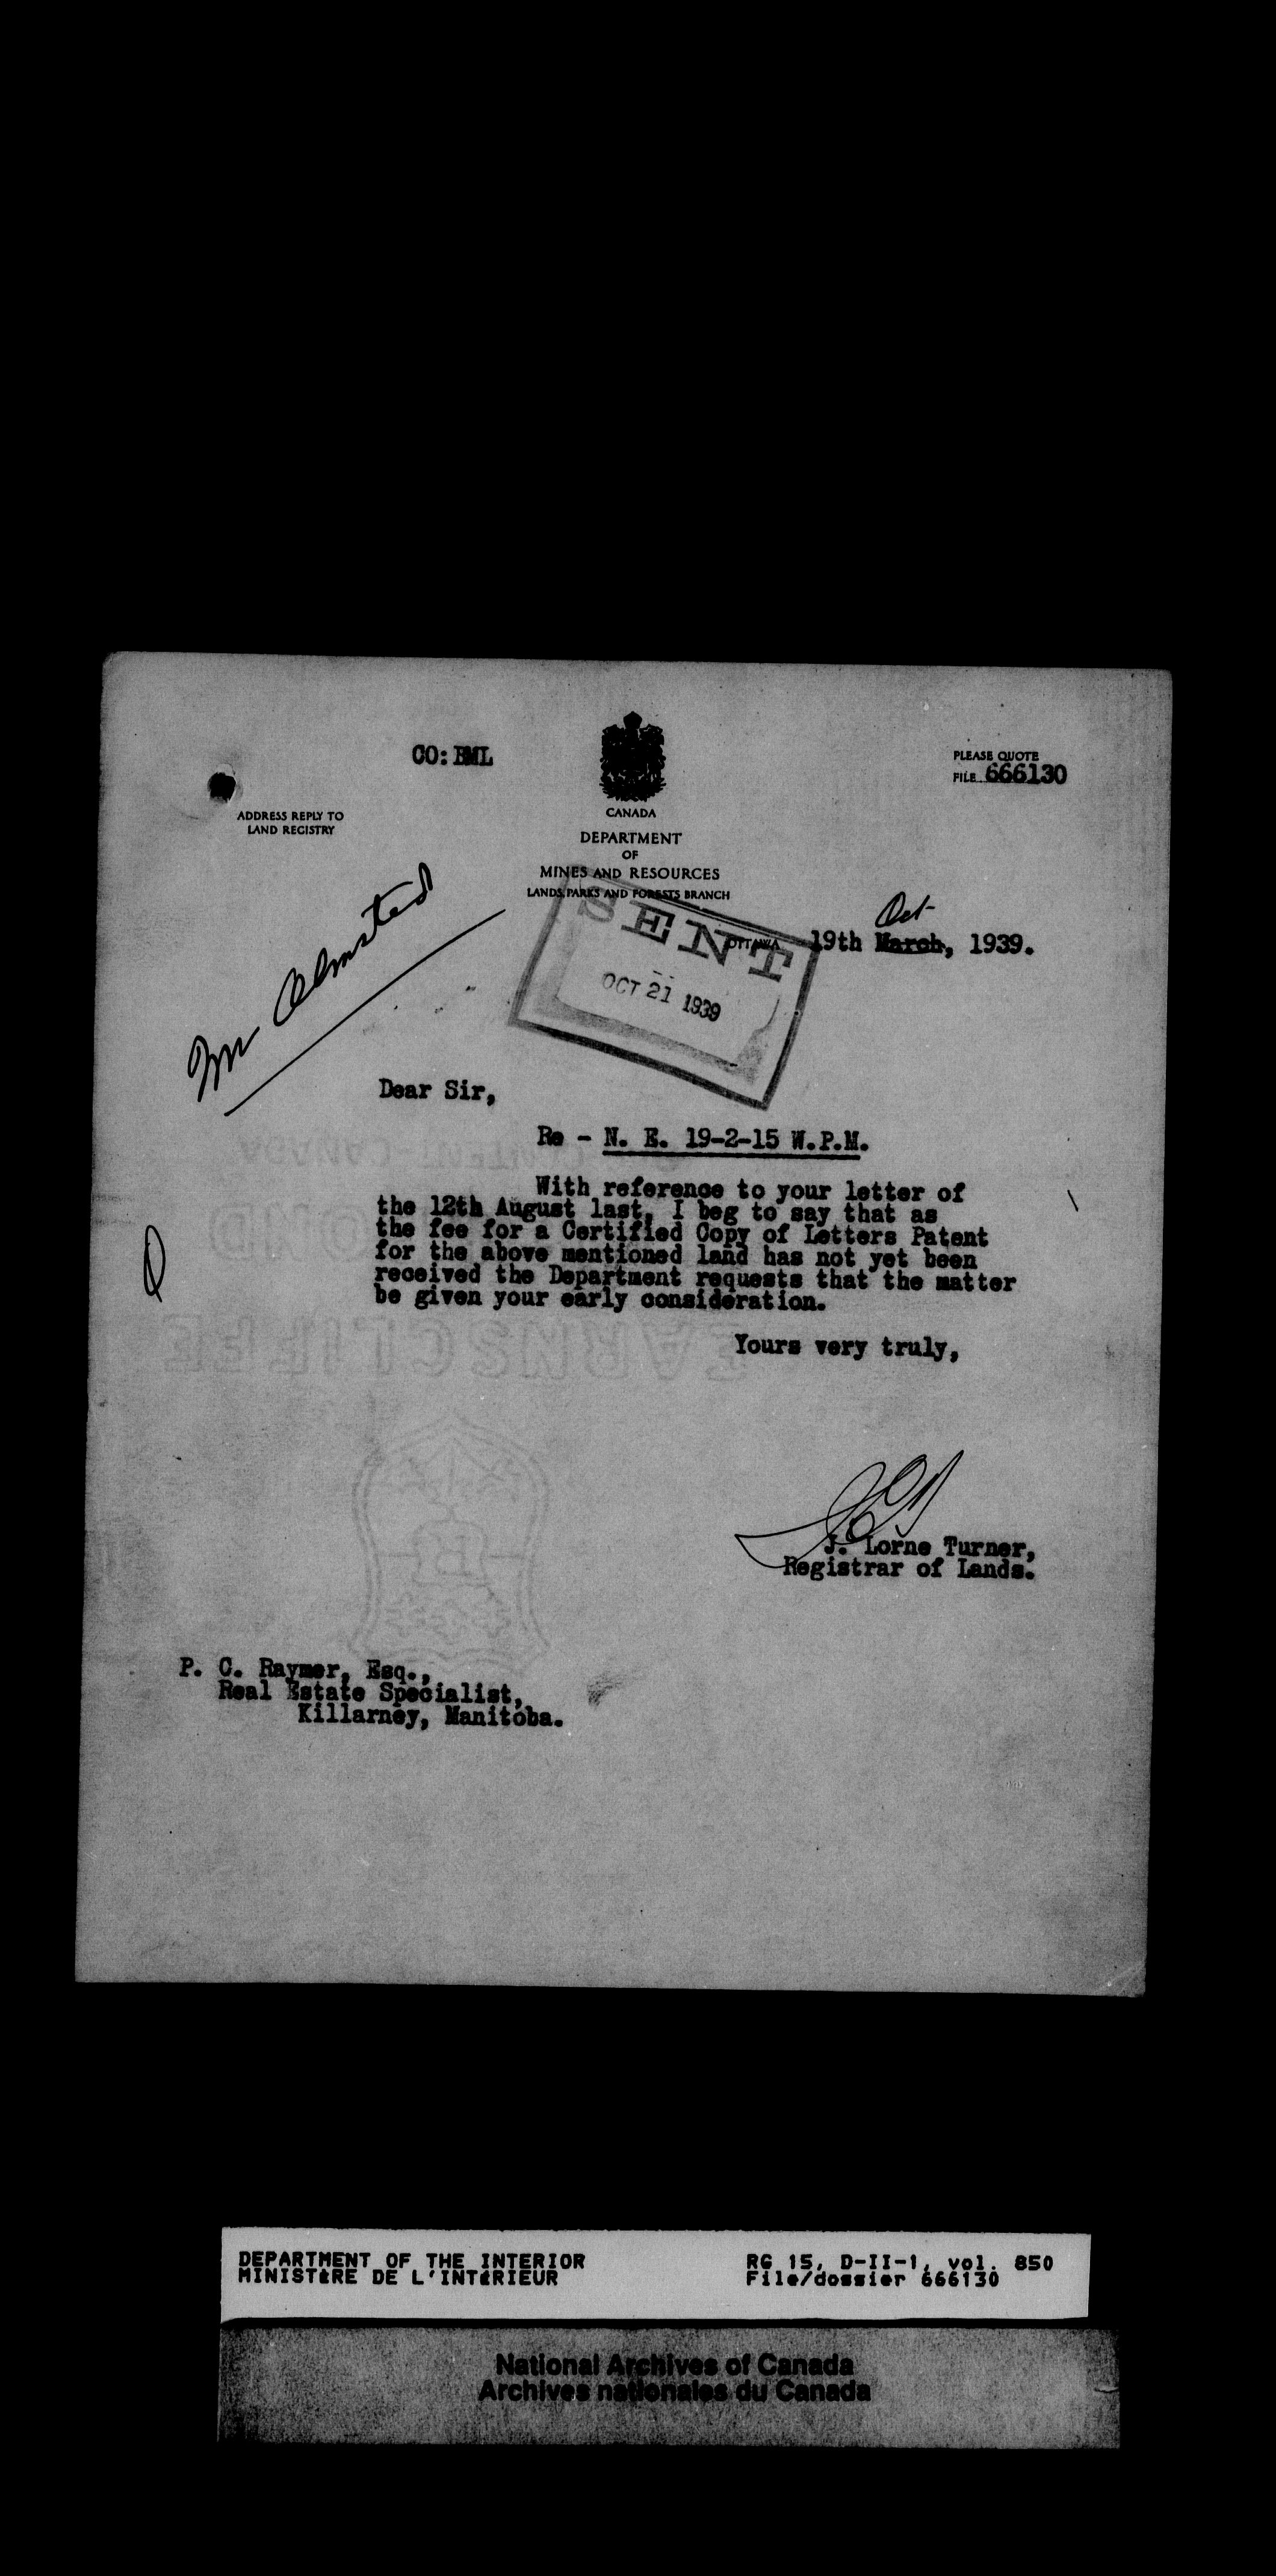 CO: BML
PLEASE QUOTE
FILE 666130
ADDRESS REPLY TO
LAND REGISTRY
CANADA
DEPARTMENT
OF
MINES AND RESOURCES
LANDS, PARKS AND FORESTS BRANCH
Mr Olmsted
SENT
OCT 21 1939
Oct
OTTAWA 19th March, 1939.
Dear Sir,
Re - N. E. 19-2-15 W.P.M.
With reference to your letter of
the 12th August last, I beg to say that as
the fee for a Certified Copy of Letters Patent
for the above mentioned land has not yet been
received the Department requests that the matter
be given your early consideration.
Yours very truly,
J. Lorne Turner,
Registrar of Lands.
P. C. Raymer, Esq.,
Real Estate Specialist,
Killarney, Manitoba.
DEPARTMENT OF THE INTERIOR
MINISTÈRE DE L'INTÉRIEUR
RG 15, D-II-1, vol. 850
File/dossier 666130
National Archives of Canada
Archives nationales du Canada